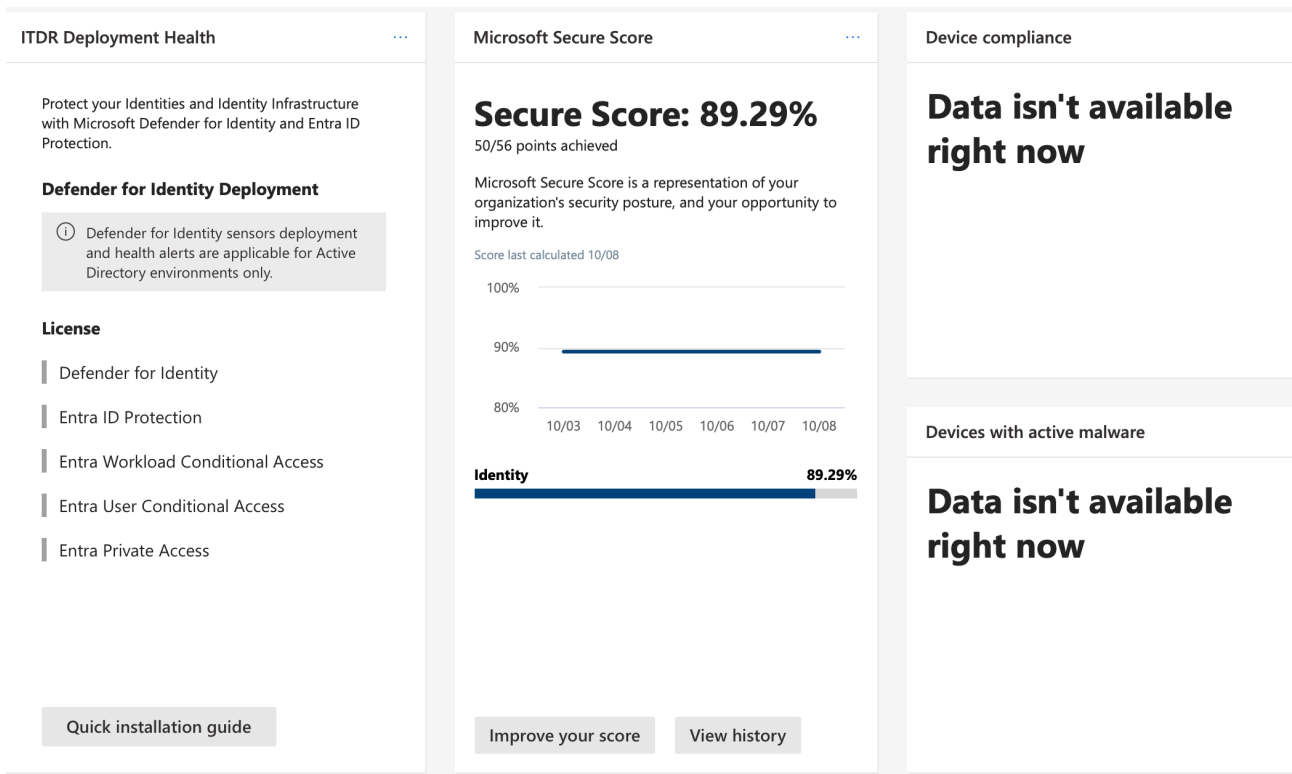 ITDR Deployment Health
...
Protect your Identities and Identity Infrastructure
with Microsoft Defender for Identity and Entra ID
Protection.
Defender for Identity Deployment
Defender for Identity sensors deployment
and health alerts are applicable for Active
Directory environments only.
License
Defender for Identity
Entra ID Protection
Entra Workload Conditional Access
Entra User Conditional Access
Entra Private Access
Quick installation guide
Microsoft Secure Score
...
Secure Score: 89.29%
50/56 points achieved
Microsoft Secure Score is a representation of your
organization's security posture, and your opportunity to
improve it.
Score last calculated 10/08
100%
90%
80%
10/03 10/04 10/05 10/06 10/07 10/08
Identity 89.29%
Improve your score View history
Device compliance
Data isn't available
right now
Devices with active malware
Data isn't available
right now